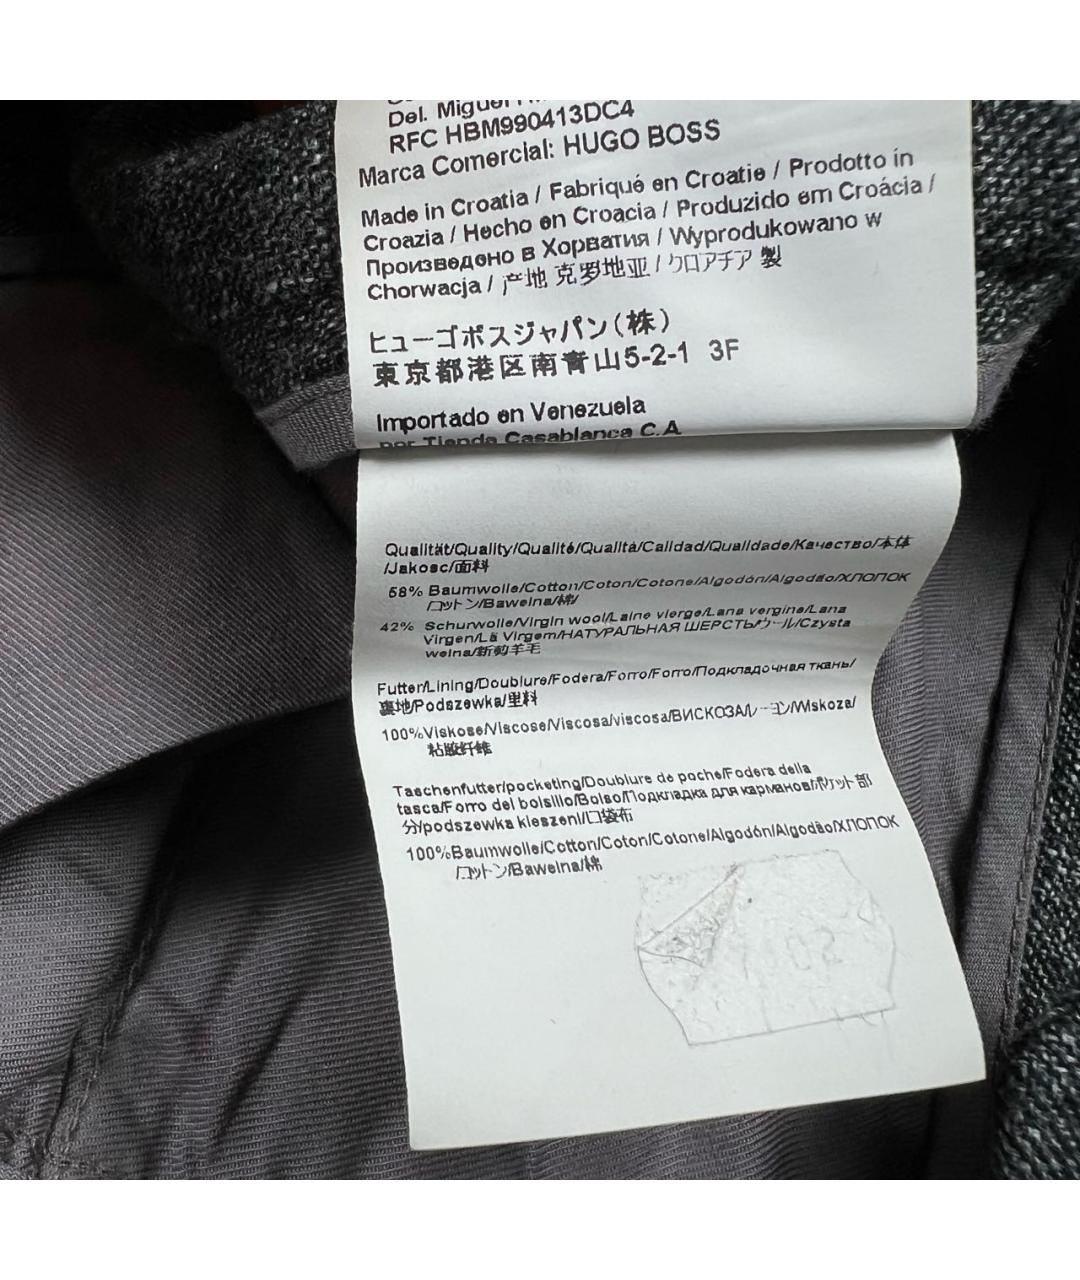 Del. Miguel
RFC HBM990413DC4
Marca Comercial: HUGO BOSS
Made in Croatia / Fabriqué en Croatie / Prodotto in
Croazia / Hecho en Croacia / Produzido em Croácia /
Произведено в Хорватия / Wyprodukowano w
Chorwacja / 产地 克罗地亚 / クロアチア 製
ヒューゴボスジャパン(株)
東京都港区南青山5-2-1 3F
Importado en Venezuela
por Tienda Casablanca C.A
Qualität/Quality/Qualité/Qualità/Calidad/Qualidade/Качество/本体
/Jakosc/面料
58% Baumwolle/Cotton/Coton/Cotone/Algodón/Algodão/ХЛОПОК
/コットン/Bawelna/棉/
42% Schurwolle/Virgin wool/Laine vierge/Lana vergine/Lana
Virgen/Lã Virgem/НАТУРАЛЬНАЯ ШЕРСТЬ/ウール/Czysta
welna/新剪羊毛
Futter/Lining/Doublure/Fodera/Forro/Forro/Подкладочная ткань/
裏地/Podszewka/里料
100%Viskose/Viscose/Viscosa/viscosa/ВИСКОЗА/レーヨン/Wiskoza/
粘胶纤维
Taschenfutter/pocketing/Doublure de poche/Fodera della
tasca/Forro del bolsillo/Bolso/Подкладка для карманов/ポケット部
分/podszewka kieszeni/口袋布
100%Baumwolle/Cotton/Coton/Cotone/Algodón/Algodão/ХЛОПОК
/コットン/Bawelna/棉